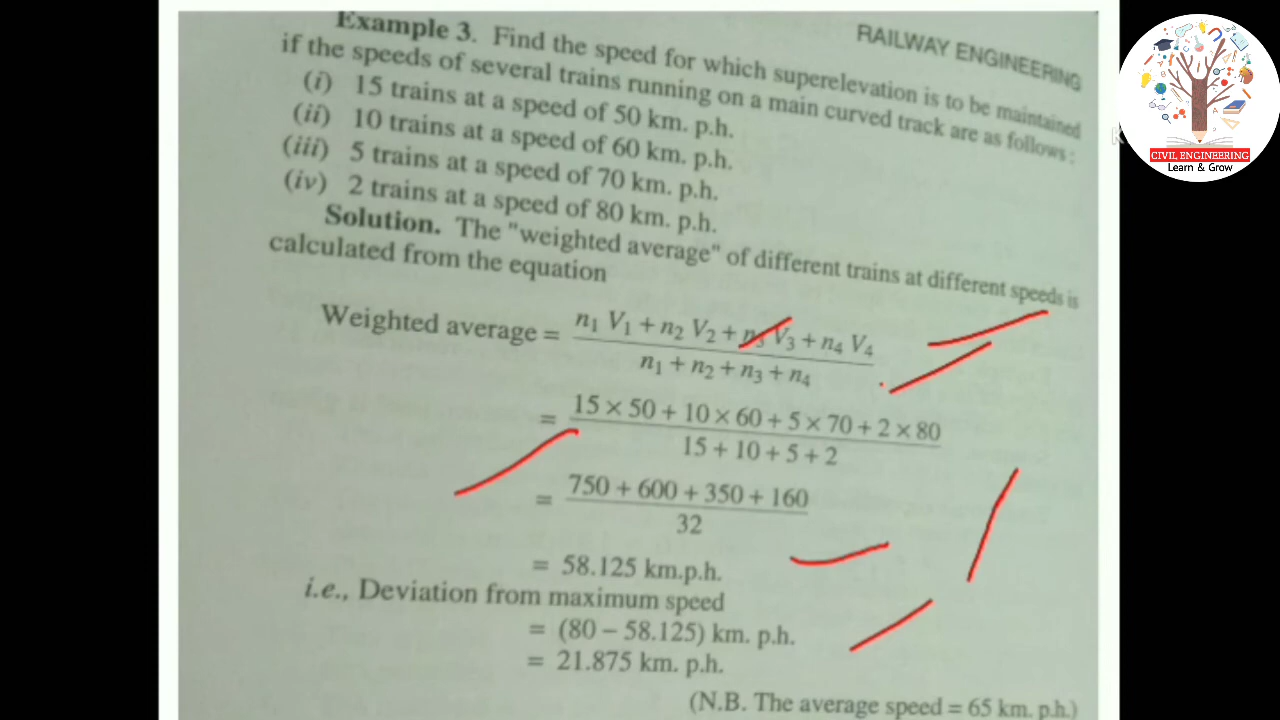 RAILWAY ENGINEERING
Example 3. Find the speed for which superelevation is to be maintained
if the speeds of several trains running on a main curved track are as follows :
(i) 15 trains at a speed of 50 km. p.h.
(ii) 10 trains at a speed of 60 km. p.h.
(iii) 5 trains at a speed of 70 km. p.h.
(iv) 2 trains at a speed of 80 km. p.h.
Solution. The "weighted average" of different trains at different speeds is
calculated from the equation
Weighted average = n₁ V₁ + n₂ V₂ + n₃ V₃ + n₄ V₄
n₁ + n₂ + n₃ + n₄
= 15 × 50 + 10 × 60 + 5 × 70 + 2 × 80
15 + 10 + 5 + 2
= 750 + 600 + 350 + 160
32
= 58.125 km.p.h.
i.e., Deviation from maximum speed
= (80 – 58.125) km. p.h.
= 21.875 km. p.h.
(N.B. The average speed = 65 km. p.h.)
CIVIL ENGINEERING
Learn & Grow